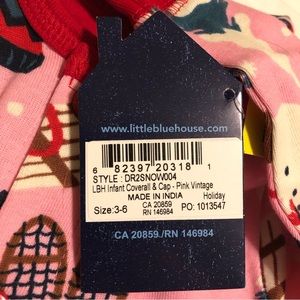 www.littlebluehouse.com
6 82397 20318 1
STYLE : DR2SNOW004
LBH Infant Coverall & Cap - Pink Vintage
MADE IN INDIA Holiday
Size:3-6 CA 20859 RN 146984 PO: 1013547
CA 20859./RN 146984